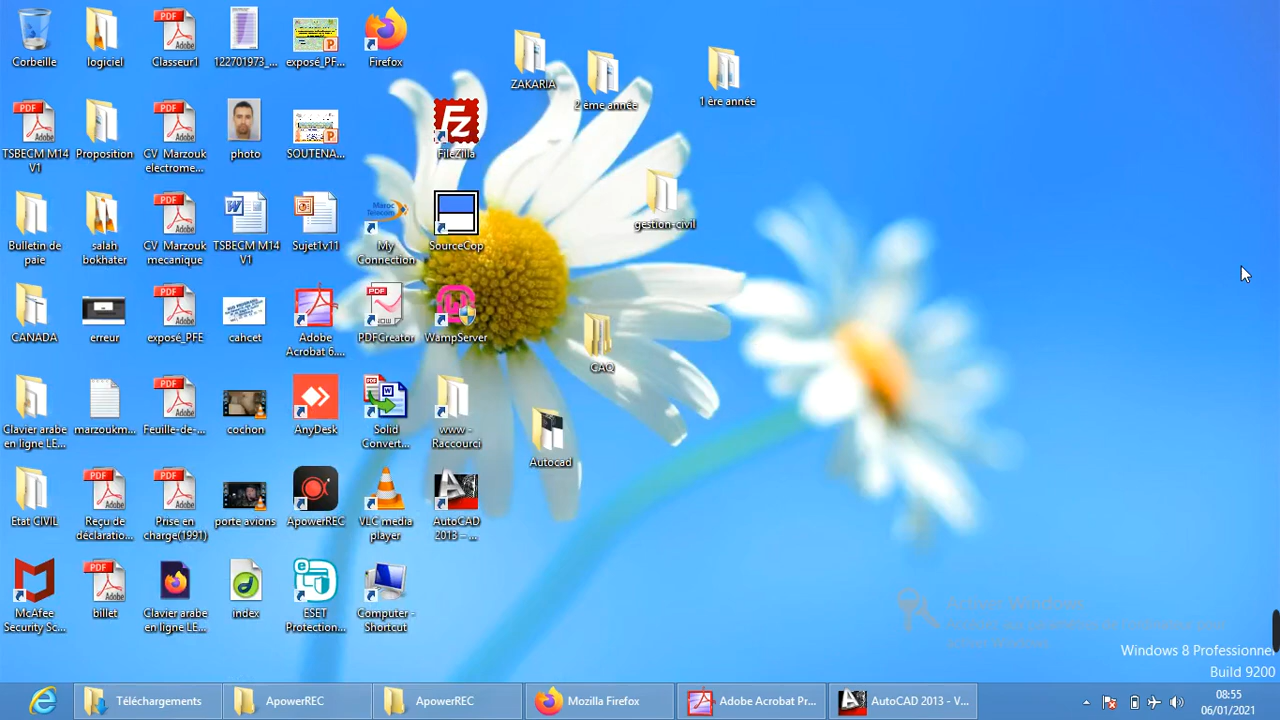 Corbeille
logiciel
Classeur1
122701973_...
exposé_PF...
Firefox
ZAKARIA
2 ème année
1 ère année
TSBECM M14
V1
Proposition
CV Marzouk
electrome...
photo
SOUTENA...
FileZilla
Bulletin de
paie
salah
bokhater
CV Marzouk
mecanique
TSBECM M14
V1
Sujet1v11
My
Connection
SourceCop
gestion-civil
CANADA
erreur
exposé_PFE
cahcet
Adobe
Acrobat 6....
PDFCreator
WampServer
CAQ
Clavier arabe
en ligne LE...
marzoukm...
Feuille-de-...
cochon
AnyDesk
Solid
Convert...
www -
Raccourci
Autocad
Etat CIVIL
Reçu de
déclaratio...
Prise en
charge(1991)
porte avions
ApowerREC
VLC media
player
AutoCAD
2013 – ...
McAfee
Security Sc...
billet
Clavier arabe
en ligne LE...
index
ESET
Protection...
Computer -
Shortcut
Activer Windows
Windows 8 Professionnel
Build 9200
Téléchargements
ApowerREC
ApowerREC
Mozilla Firefox
Adobe Acrobat Pr...
AutoCAD 2013 - V...
08:55
06/01/2021